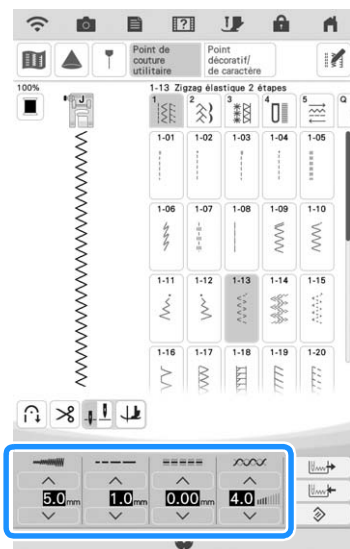 Point de
couture
utilitaire
Point
décoratif/
de caractère
100%
J
1-13 Zigzag élastique 2 étapes
1 2 3 4 5 Q
1-01 1-02 1-03 1-04 1-05
1-06 1-07 1-08 1-09 1-10
1-11 1-12 1-13 1-14 1-15
1-16 1-17 1-18 1-19 1-20
5.0mm 1.0mm 0.00mm 4.0